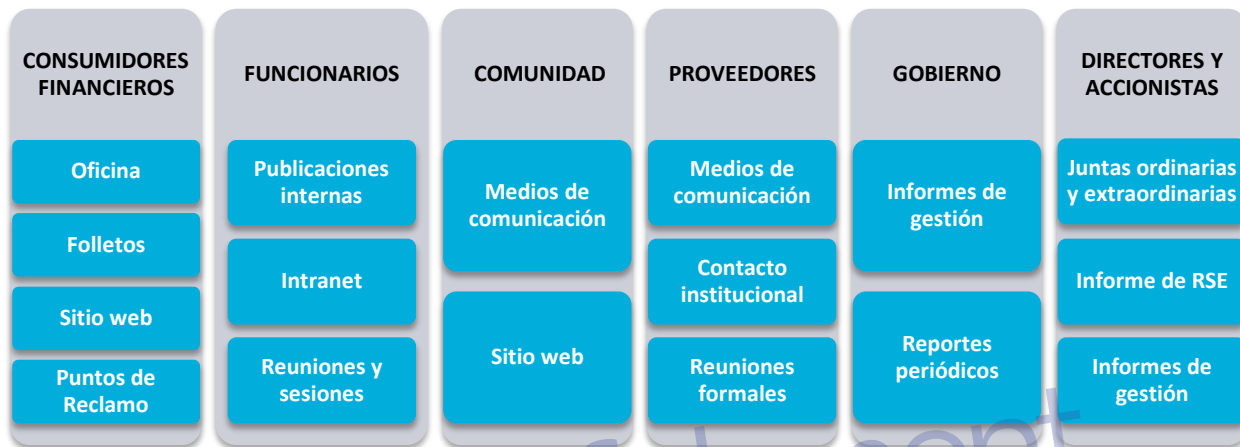 CONSUMIDORES
FINANCIEROS
Oficina
Folletos
Sitio web
Puntos de
Reclamo
FUNCIONARIOS
Publicaciones
internas
Intranet
Reuniones y
sesiones
COMUNIDAD
Medios de
comunicación
Sitio web
PROVEEDORES
Medios de
comunicación
Contacto
institucional
Reuniones
formales
GOBIERNO
Informes de
gestión
Reportes
periódicos
DIRECTORES Y
ACCIONISTAS
Juntas ordinarias
y extraordinarias
Informe de RSE
Informes de
gestión